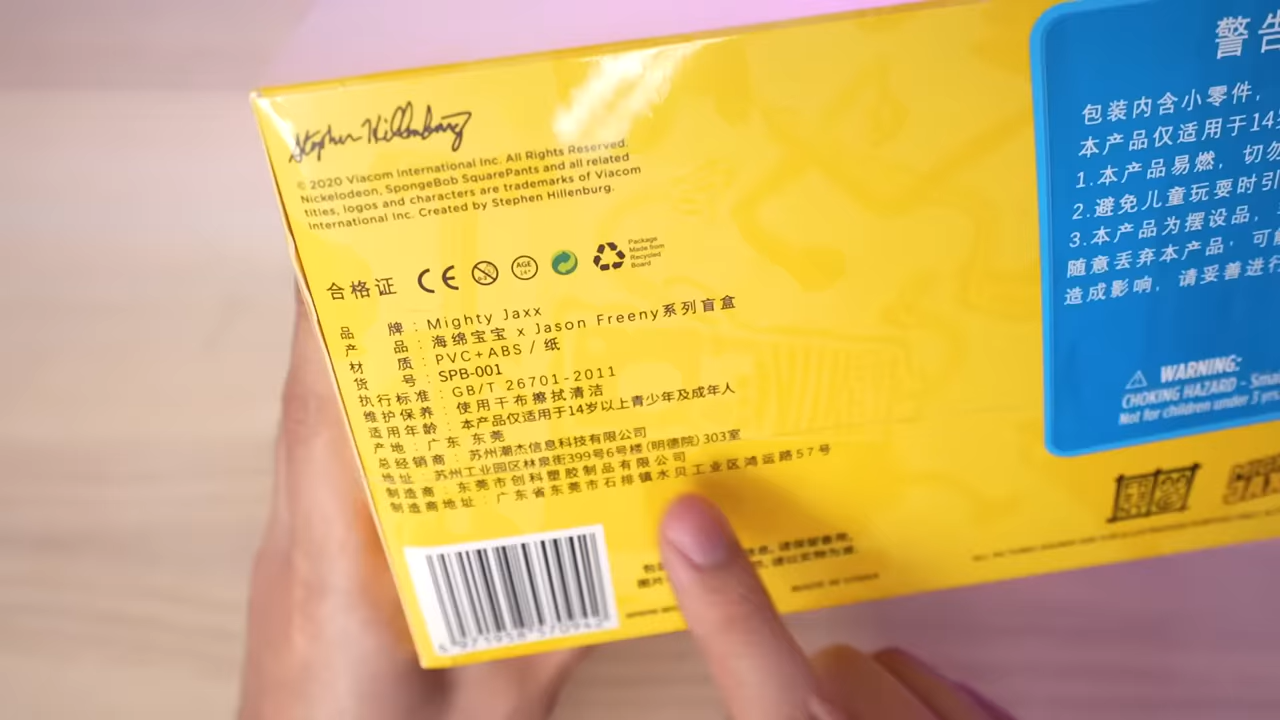 Stephen Hillenburg
© 2020 Viacom International Inc. All Rights Reserved.
Nickelodeon, SpongeBob SquarePants and all related
titles, logos and characters are trademarks of Viacom
International Inc. Created by Stephen Hillenburg.
合格证
CE
0-3
AGE
14+
Package
Made from
Recycled
Board
品 牌：Mighty Jaxx
产 品：海绵宝宝 x Jason Freeny系列盲盒
材 质：PVC+ABS / 纸
货 号：SPB-001
执行标准：GB/T 26701-2011
维护保养：使用干布擦拭清洁
适用年龄：本产品仅适用于14岁以上青少年及成年人
产地：广东 东莞
总经销商：苏州潮杰信息科技有限公司
地址：苏州工业园区林泉街399号6号楼(明德院) 303室
制造商：东莞市创科塑胶制品有限公司
制造商地址：广东省东莞市石排镇水贝工业区鸿运路57号
警告
包装内含小零件，
本产品仅适用于14
1.本产品易燃，切勿
2.避免儿童玩耍时引
3.本产品为摆设品，
随意丢弃本产品，可能
造成影响，请妥善进行
WARNING:
CHOKING HAZARD - Small
Not for children under 3 yrs.